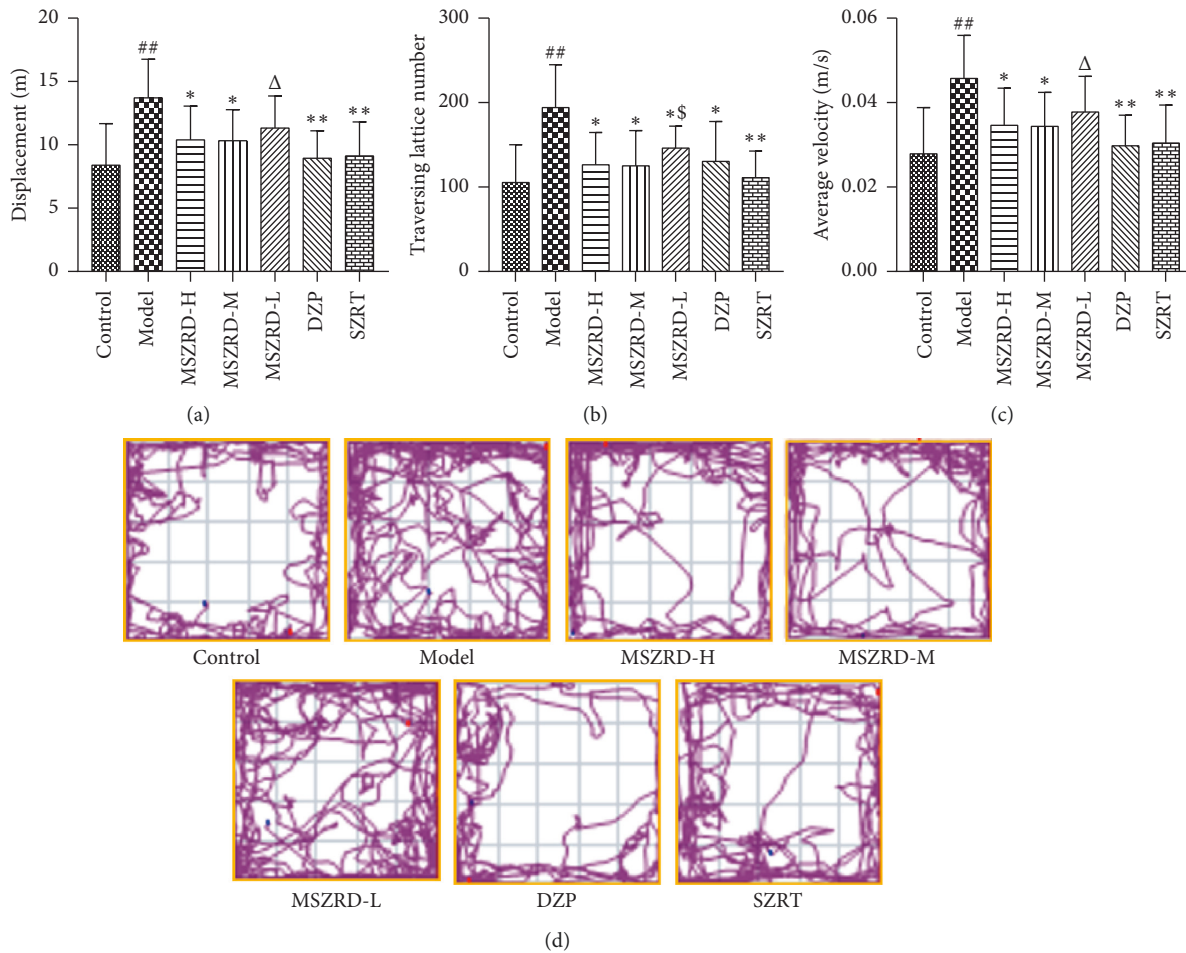 Displacement (m)
20
15
10
5
0
##
*
*
Δ
**
**
Control
Model
MSZRD-H
MSZRD-M
MSZRD-L
DZP
SZRT
(a)
Traversing lattice number
300
200
100
0
##
*
*
*$
*
**
Control
Model
MSZRD-H
MSZRD-M
MSZRD-L
DZP
SZRT
(b)
Average velocity (m/s)
0.06
0.04
0.02
0.00
##
*
*
Δ
**
**
Control
Model
MSZRD-H
MSZRD-M
MSZRD-L
DZP
SZRT
(c)
Control
Model
MSZRD-H
MSZRD-M
MSZRD-L
DZP
SZRT
(d)